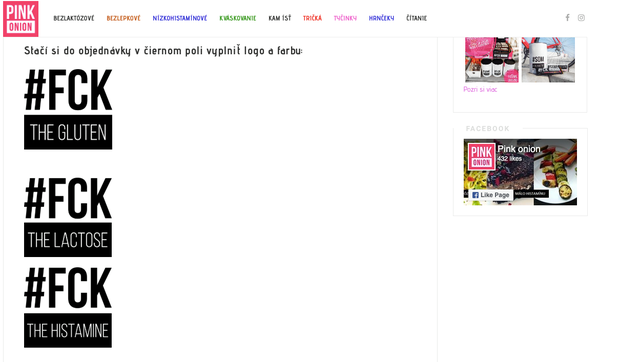 PINK
ONION
BEZLAKTÓZOVÉ BEZLEPKOVÉ NÍZKOHISTAMÍNOVÉ KVÁSKOVANIE KAM ÍSŤ TRIČKÁ TYČINKY HRNČEKY ČÍTANIE
Stačí si do objednávky v čiernom poli vyplniť logo a farbu:
#FCK
THE GLUTEN
#FCK
THE LACTOSE
#FCK
THE HISTAMINE
Pozri si viac
FACEBOOK
PINK
ONION
Pink onion
432 likes
Like Page